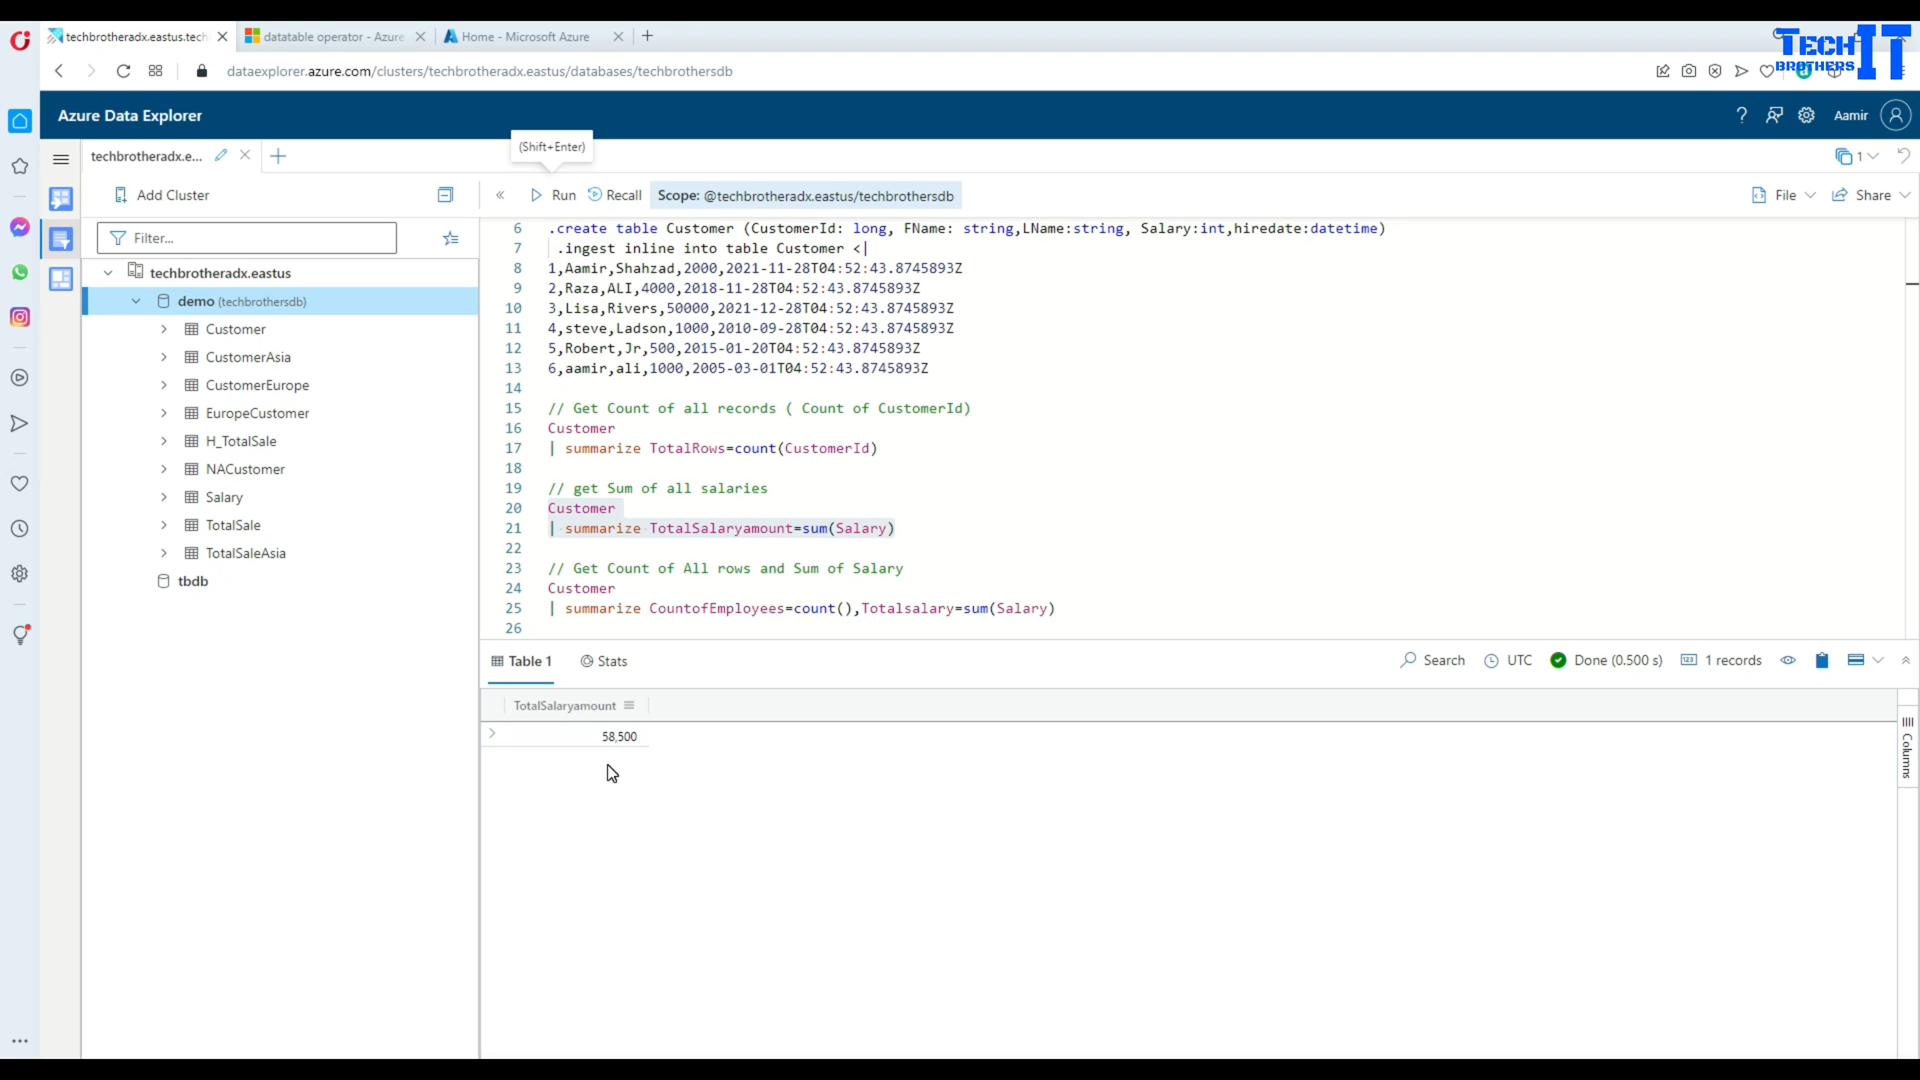 techbrotheradx.eastus.tech
datatable operator - Azure
Home - Microsoft Azure
TECH BROTHERS IT
dataexplorer.azure.com/clusters/techbrotheradx.eastus/databases/techbrothersdb
Azure Data Explorer
Aamir
(Shift+Enter)
techbrotheradx.e...
1
Add Cluster
Run
Recall
Scope: @techbrotheradx.eastus/techbrothersdb
File
Share
Filter...
techbrotheradx.eastus
demo (techbrothersdb)
Customer
CustomerAsia
CustomerEurope
EuropeCustomer
H_TotalSale
NACustomer
Salary
TotalSale
TotalSaleAsia
tbdb
6 .create table Customer (CustomerId: long, FName: string,LName:string, Salary:int,hiredate:datetime)
7 .ingest inline into table Customer <|
8 1,Aamir,Shahzad,2000,2021-11-28T04:52:43.8745893Z
9 2,Raza,ALI,4000,2018-11-28T04:52:43.8745893Z
10 3,Lisa,Rivers,50000,2021-12-28T04:52:43.8745893Z
11 4,steve,Ladson,1000,2010-09-28T04:52:43.8745893Z
12 5,Robert,Jr,500,2015-01-20T04:52:43.8745893Z
13 6,aamir,ali,1000,2005-03-01T04:52:43.8745893Z
14
15 // Get Count of all records ( Count of CustomerId)
16 Customer
17 | summarize TotalRows=count(CustomerId)
18
19 // get Sum of all salaries
20 Customer
21 | summarize TotalSalaryamount=sum(Salary)
22
23 // Get Count of All rows and Sum of Salary
24 Customer
25 | summarize CountofEmployees=count(),Totalsalary=sum(Salary)
26
Table 1
Stats
Search
UTC
Done (0.500 s)
1 records
TotalSalaryamount
58,500
Columns